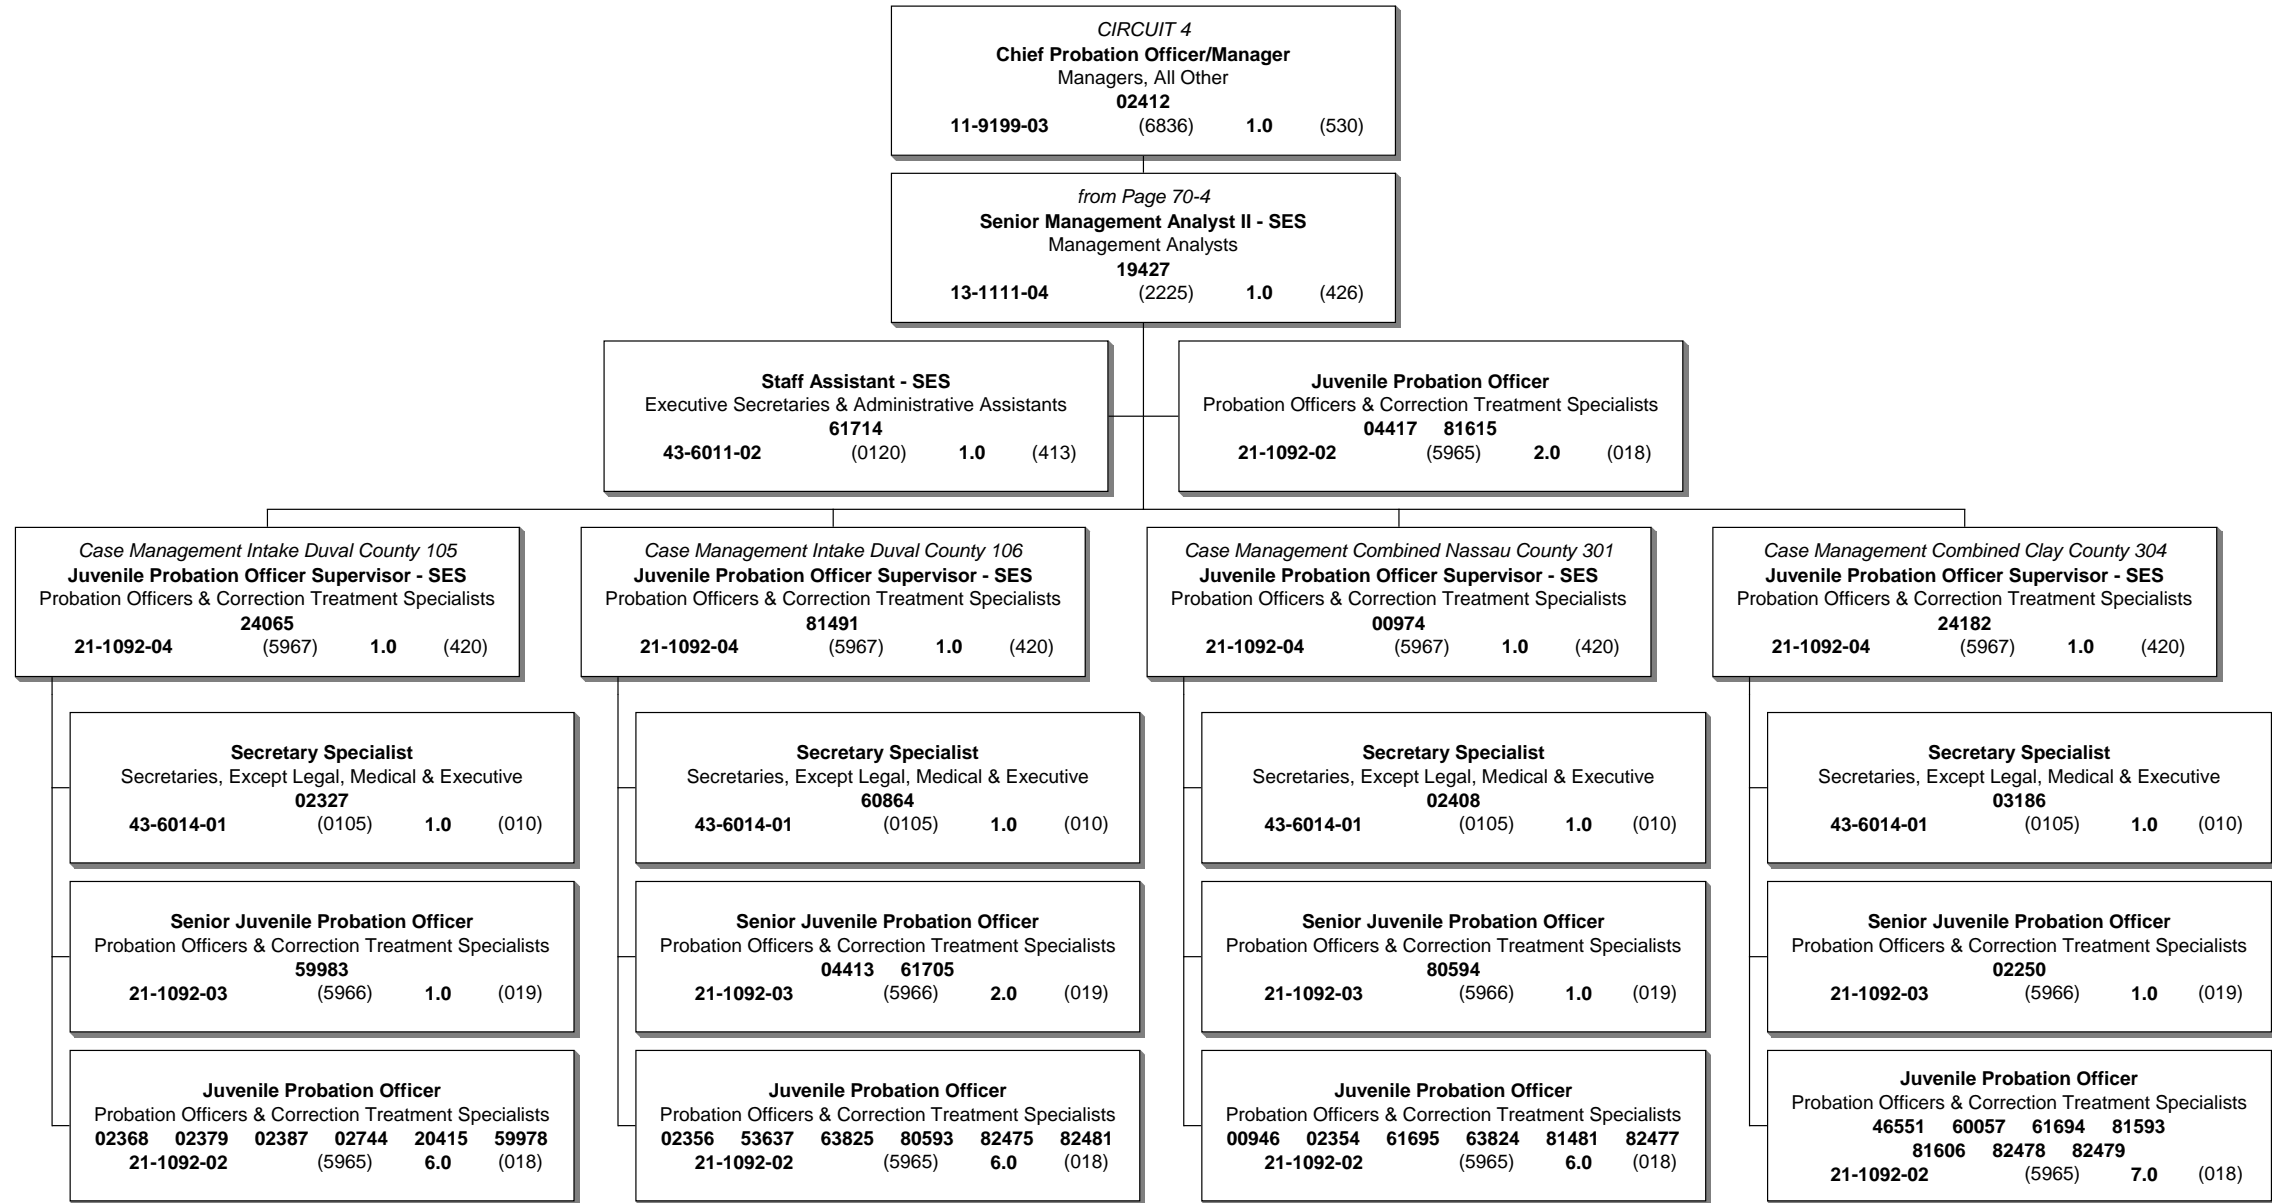 CIRCUIT 4
Chief Probation Officer/Manager
Managers, All Other
02412
11-9199-03 (6836) 1.0 (530)
from Page 70-4
Senior Management Analyst II - SES
Management Analysts
19427
13-1111-04 (2225) 1.0 (426)
Staff Assistant - SES
Executive Secretaries & Administrative Assistants
61714
43-6011-02 (0120) 1.0 (413)
Juvenile Probation Officer
Probation Officers & Correction Treatment Specialists
04417 81615
21-1092-02 (5965) 2.0 (018)
Case Management Intake Duval County 105
Juvenile Probation Officer Supervisor - SES
Probation Officers & Correction Treatment Specialists
24065
21-1092-04 (5967) 1.0 (420)
Secretary Specialist
Secretaries, Except Legal, Medical & Executive
02327
43-6014-01 (0105) 1.0 (010)
Senior Juvenile Probation Officer
Probation Officers & Correction Treatment Specialists
59983
21-1092-03 (5966) 1.0 (019)
Juvenile Probation Officer
Probation Officers & Correction Treatment Specialists
02368 02379 02387 02744 20415 59978
21-1092-02 (5965) 6.0 (018)
Case Management Intake Duval County 106
Juvenile Probation Officer Supervisor - SES
Probation Officers & Correction Treatment Specialists
81491
21-1092-04 (5967) 1.0 (420)
Secretary Specialist
Secretaries, Except Legal, Medical & Executive
60864
43-6014-01 (0105) 1.0 (010)
Senior Juvenile Probation Officer
Probation Officers & Correction Treatment Specialists
04413 61705
21-1092-03 (5966) 2.0 (019)
Juvenile Probation Officer
Probation Officers & Correction Treatment Specialists
02356 53637 63825 80593 82475 82481
21-1092-02 (5965) 6.0 (018)
Case Management Combined Nassau County 301
Juvenile Probation Officer Supervisor - SES
Probation Officers & Correction Treatment Specialists
00974
21-1092-04 (5967) 1.0 (420)
Secretary Specialist
Secretaries, Except Legal, Medical & Executive
02408
43-6014-01 (0105) 1.0 (010)
Senior Juvenile Probation Officer
Probation Officers & Correction Treatment Specialists
80594
21-1092-03 (5966) 1.0 (019)
Juvenile Probation Officer
Probation Officers & Correction Treatment Specialists
00946 02354 61695 63824 81481 82477
21-1092-02 (5965) 6.0 (018)
Case Management Combined Clay County 304
Juvenile Probation Officer Supervisor - SES
Probation Officers & Correction Treatment Specialists
24182
21-1092-04 (5967) 1.0 (420)
Secretary Specialist
Secretaries, Except Legal, Medical & Executive
03186
43-6014-01 (0105) 1.0 (010)
Senior Juvenile Probation Officer
Probation Officers & Correction Treatment Specialists
02250
21-1092-03 (5966) 1.0 (019)
Juvenile Probation Officer
Probation Officers & Correction Treatment Specialists
46551 60057 61694 81593
81606 82478 82479
21-1092-02 (5965) 7.0 (018)